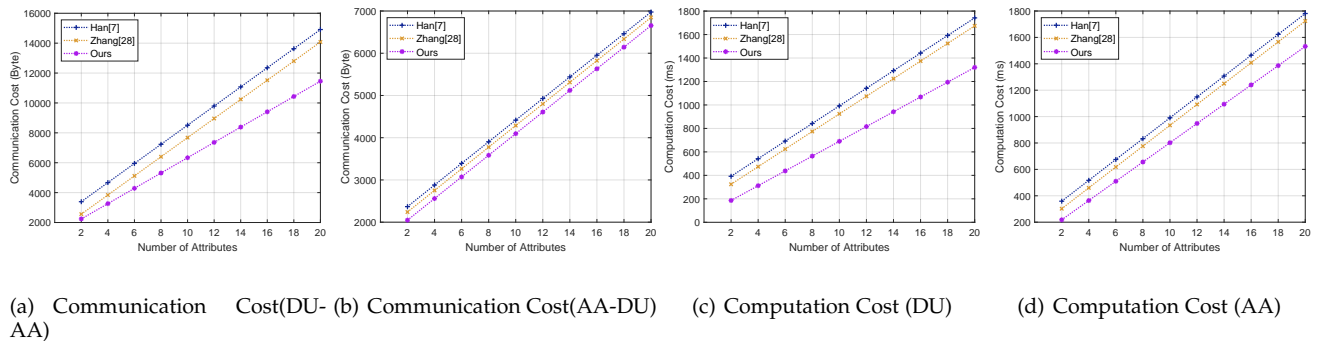 Communication Cost (Byte)
16000
14000
12000
10000
8000
6000
4000
2000
Han[7]
Zhang[28]
Ours
2 4 6 8 10 12 14 16 18 20
Number of Attributes
Communication Cost (Byte)
7000
6000
5000
4000
3000
2000
Han[7]
Zhang[28]
Ours
2 4 6 8 10 12 14 16 18 20
Number of Attributes
Computation Cost (ms)
1800
1600
1400
1200
1000
800
600
400
200
0
Han[7]
Zhang[28]
Ours
2 4 6 8 10 12 14 16 18 20
Number of Attributes
Computation Cost (ms)
1800
1600
1400
1200
1000
800
600
400
200
Han[7]
Zhang[28]
Ours
2 4 6 8 10 12 14 16 18 20
Number of Attributes
(a) Communication Cost(DU-
AA)
(b) Communication Cost(AA-DU)
(c) Computation Cost (DU)
(d) Computation Cost (AA)